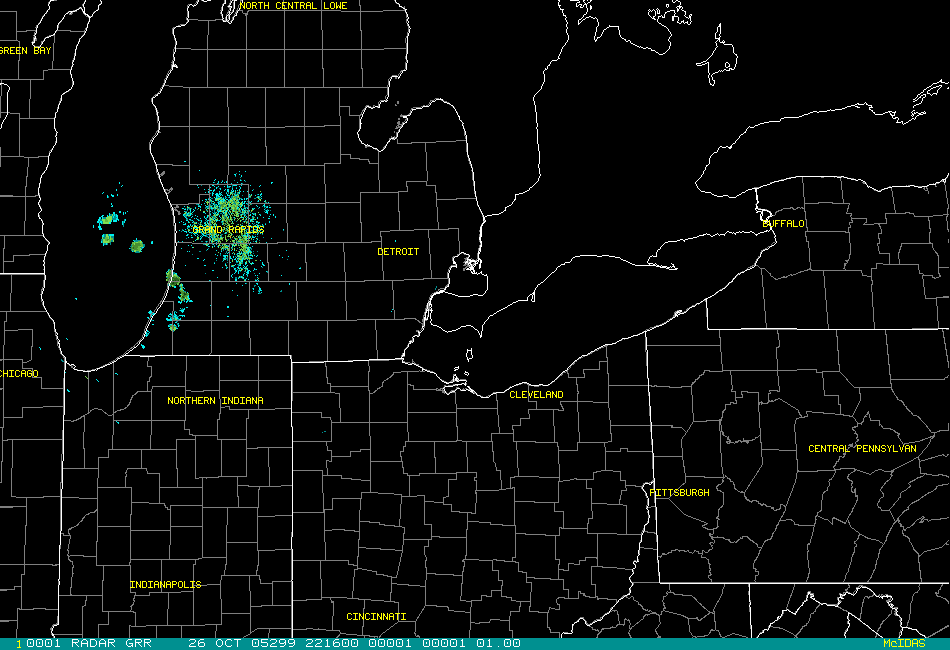 NORTH CENTRAL LOWE
GREEN BAY
GRAND RAPIDS
BUFFALO
DETROIT
CHICAGO
CLEVELAND
NORTHERN INDIANA
CENTRAL PENNSYLVAN
PITTSBURGH
INDIANAPOLIS
CINCINNATI
10001 RADAR GRR 26 OCT 05299 221600 00001 00001 01.00 McIDAS